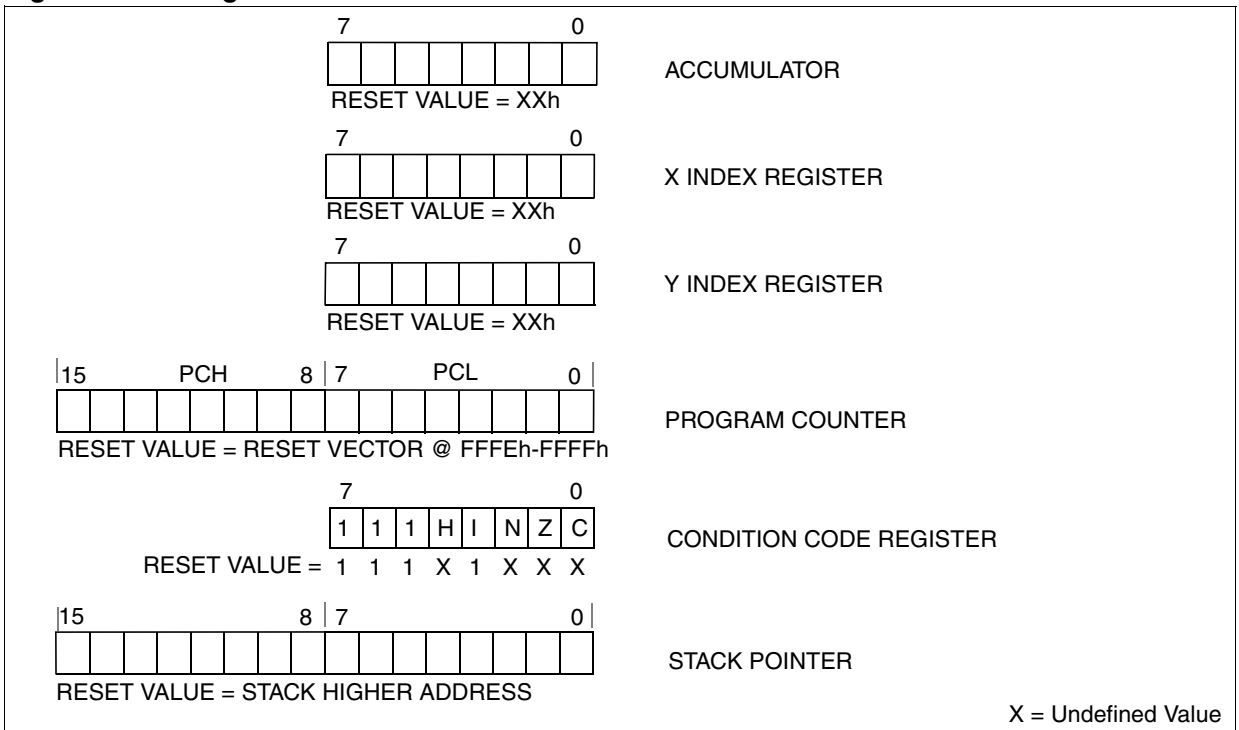 7 0
ACCUMULATOR
RESET VALUE = XXh
7 0
X INDEX REGISTER
RESET VALUE = XXh
7 0
Y INDEX REGISTER
RESET VALUE = XXh
15 PCH 8 7 PCL 0
PROGRAM COUNTER
RESET VALUE = RESET VECTOR @ FFFEh-FFFFh
7 0
1 1 1 H I N Z C
CONDITION CODE REGISTER
RESET VALUE = 1 1 1 X 1 X X X
15 8 7 0
STACK POINTER
RESET VALUE = STACK HIGHER ADDRESS
X = Undefined Value